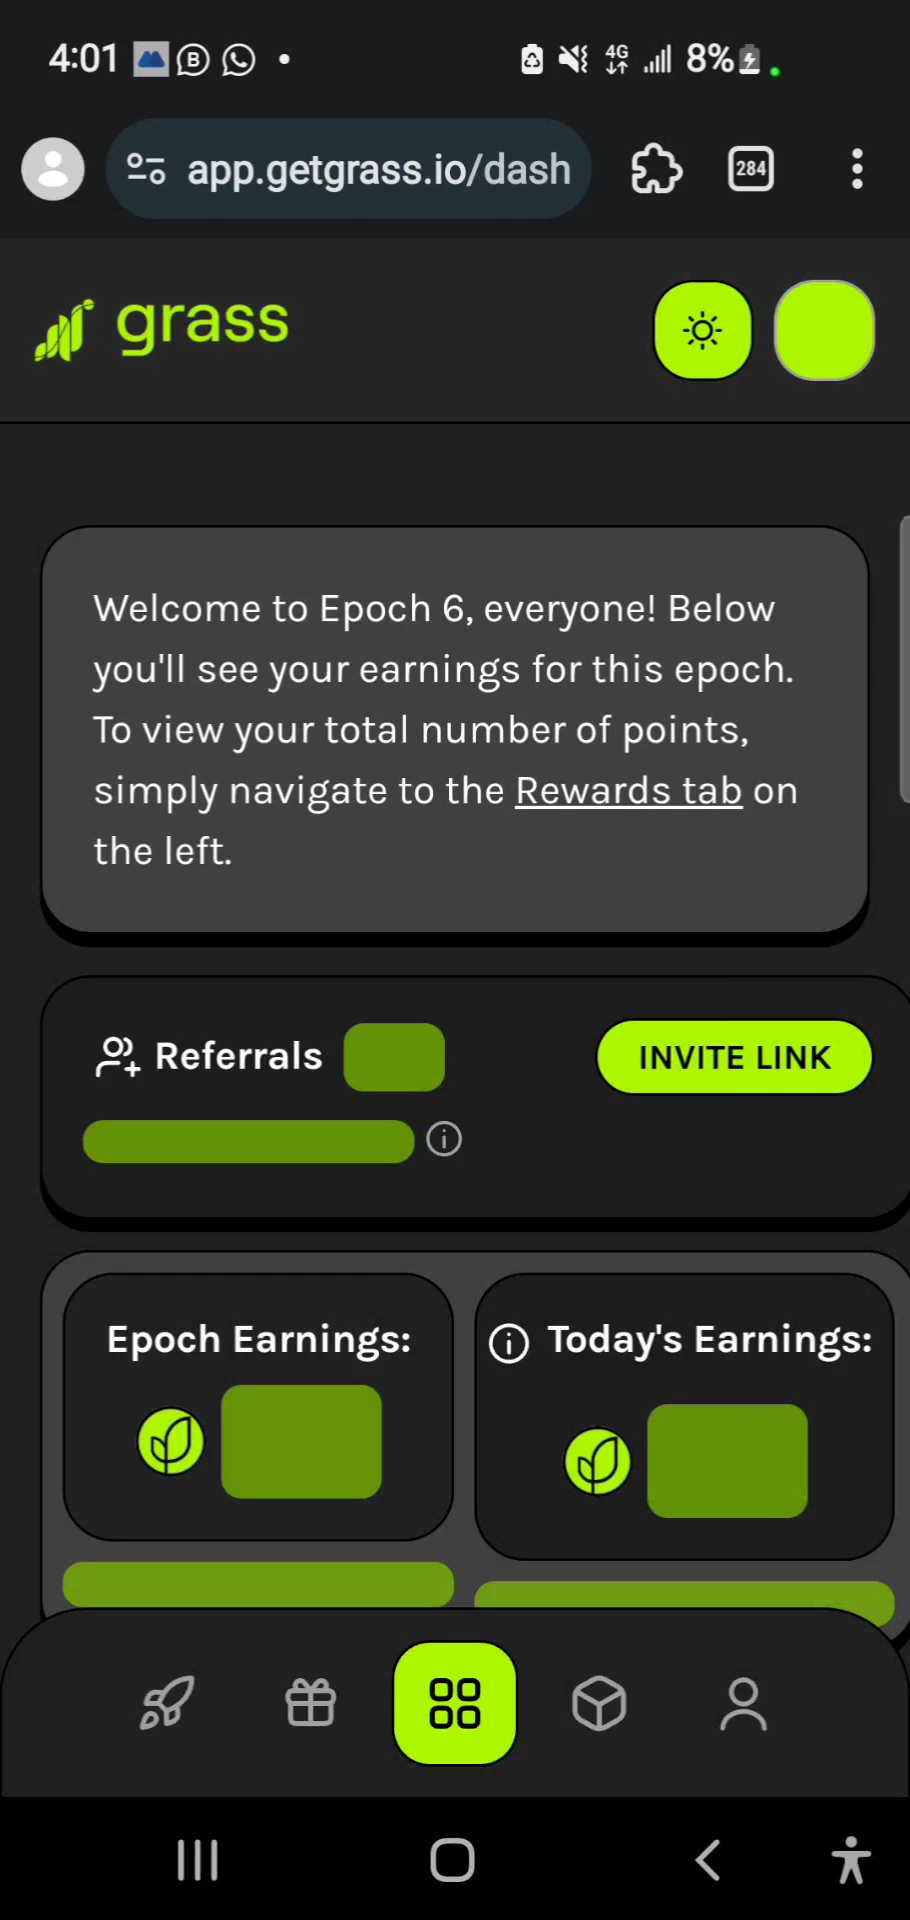 4:01 B 4G 8%
app.getgrass.io/dash 284
grass
Welcome to Epoch 6, everyone! Below
you'll see your earnings for this epoch.
To view your total number of points,
simply navigate to the Rewards tab on
the left.
Referrals INVITE LINK
Epoch Earnings: Today's Earnings: